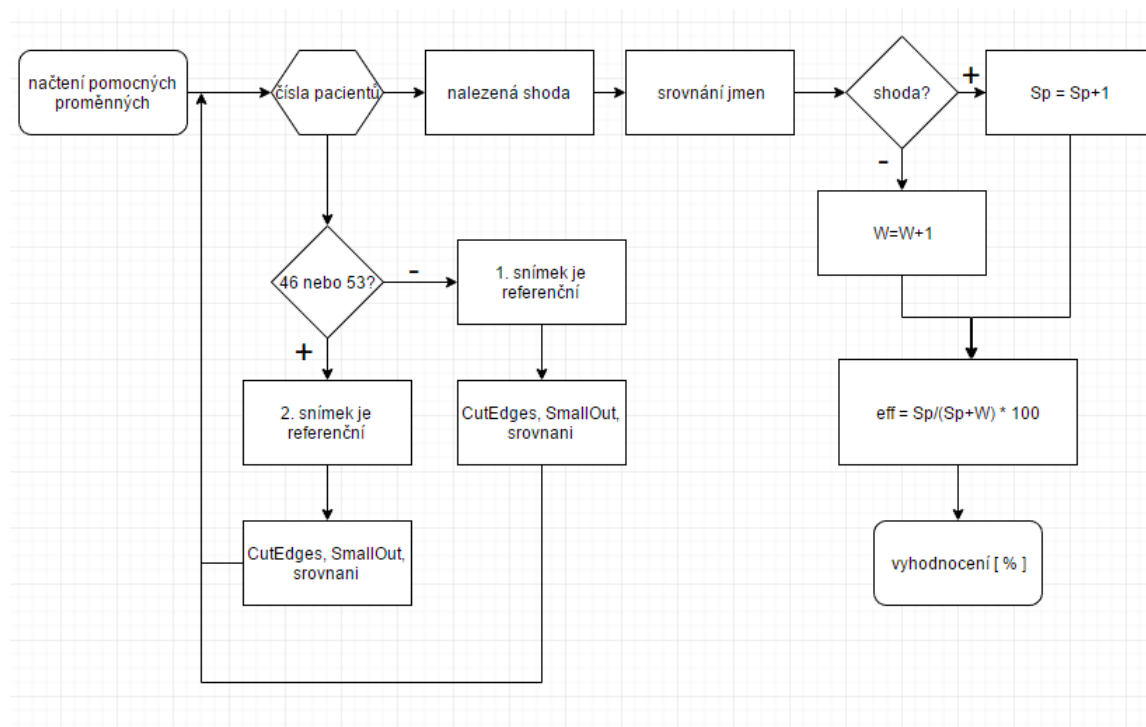 načtení pomocných
proměnných
čísla pacientů
nalezená shoda
srovnání jmen
shoda?
+
Sp = Sp+1
-
W=W+1
46 nebo 53?
-
1. snímek je
referenční
+
2. snímek je
referenční
CutEdges, SmallOut,
srovnani
eff = Sp/(Sp+W) * 100
CutEdges, SmallOut,
srovnani
vyhodnocení [ % ]